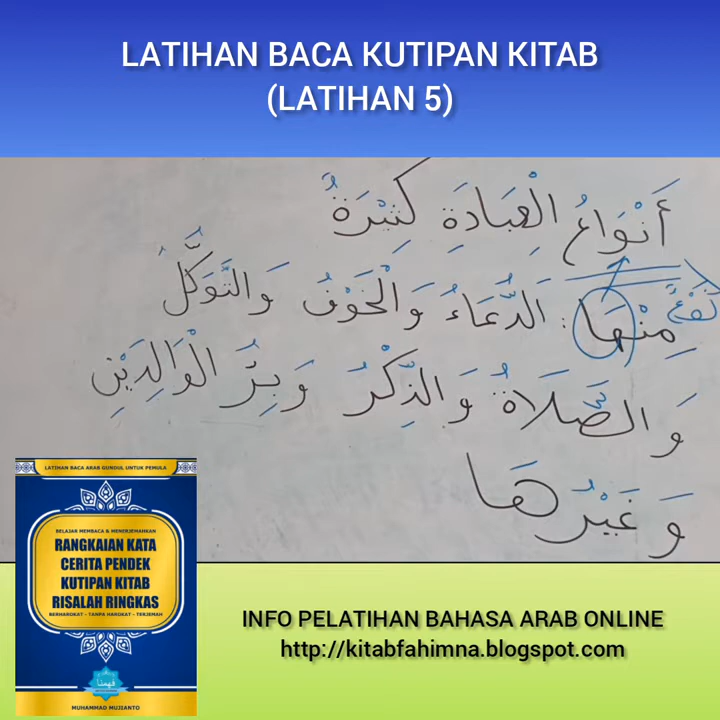 LATIHAN BACA KUTIPAN KITAB
(LATIHAN 5)
أَنْوَاعُ الْعِبَادَةِ كَثِيْرَةٌ
مِنْهَا : اَلدُّعَاءُ وَالْخَوْفُ وَالتَّوَكُّلُ
وَالصَّلَاةُ وَالذِّكْرُ وَبِرُّ الْوَالِدَيْنِ
وَغَيْرُهَا
LATIHAN BACA ARAB GUNDUL UNTUK PEMULA
BELAJAR MEMBACA & MENERJEMAHKAN
RANGKAIAN KATA
CERITA PENDEK
KUTIPAN KITAB
RISALAH RINGKAS
BERHAROKAT - TANPA HAROKAT - TERJEMAH
فهمنا
MUHAMMAD MUJIANTO
INFO PELATIHAN BAHASA ARAB ONLINE
http://kitabfahimna.blogspot.com